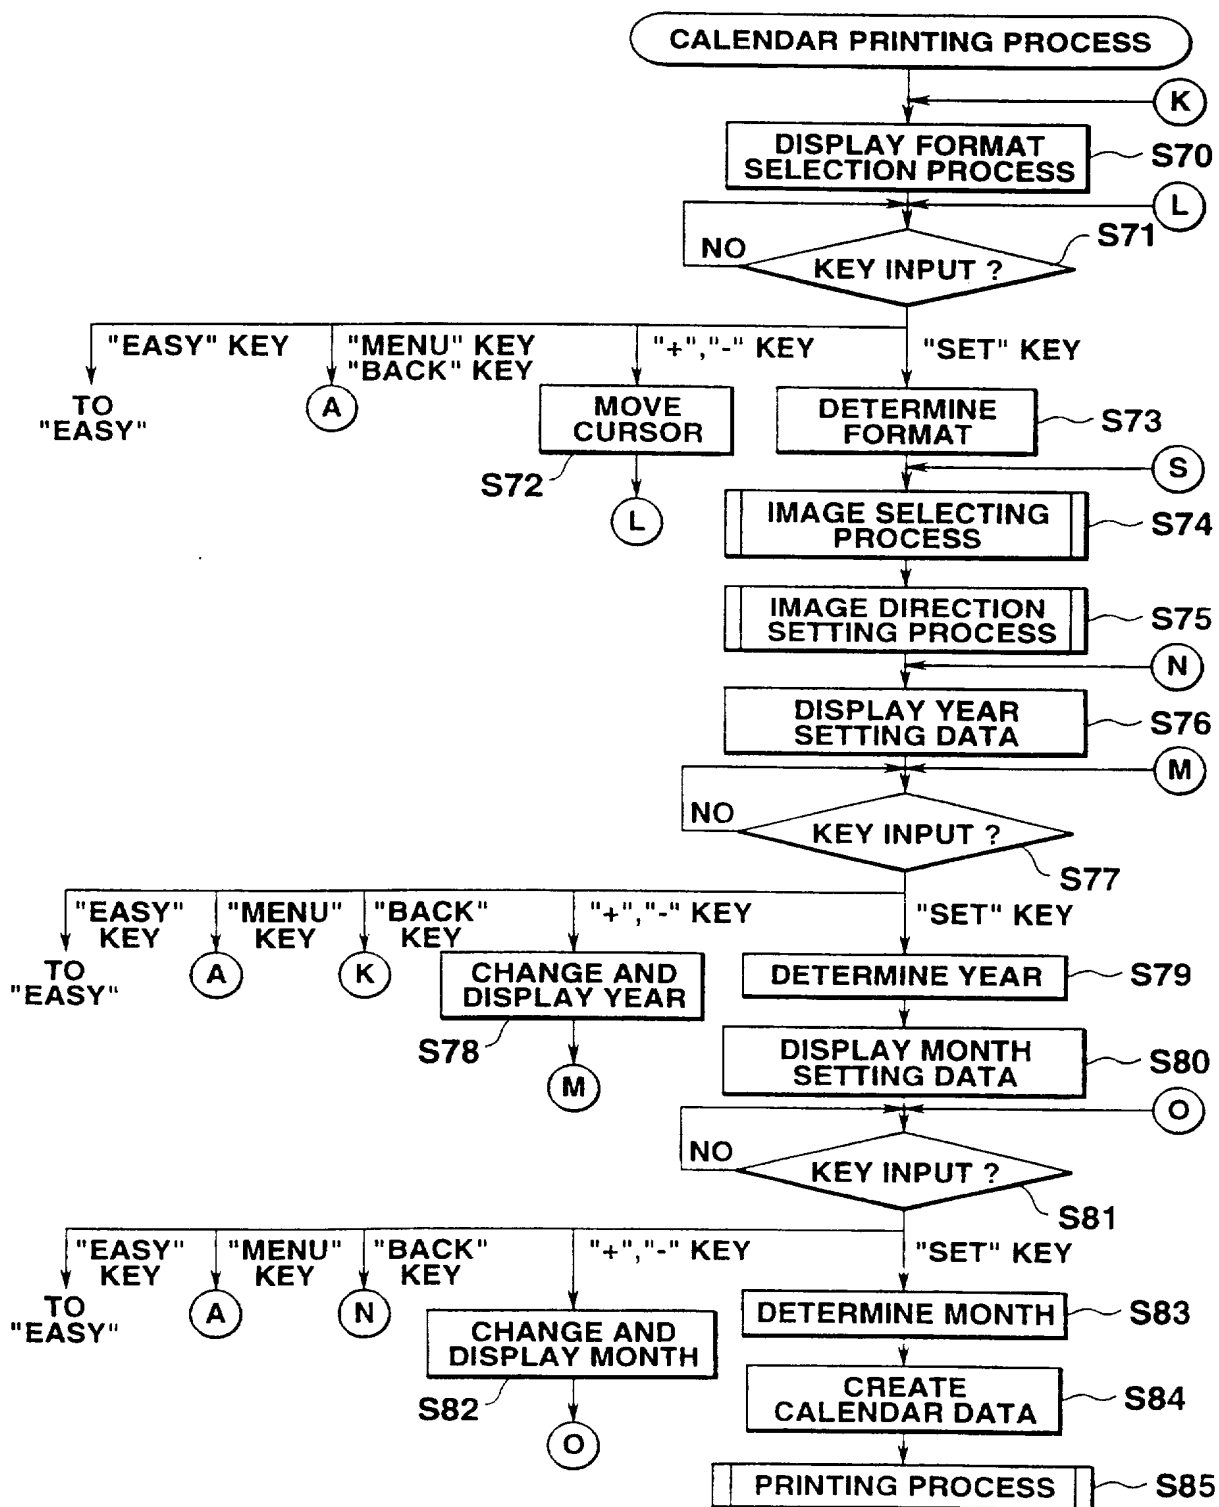 CALENDAR PRINTING PROCESS
K
DISPLAY FORMAT
SELECTION PROCESS
S70
L
S71
NO
KEY INPUT ?
"EASY" KEY
"MENU" KEY
"BACK" KEY
"+","-" KEY
"SET" KEY
TO
"EASY"
A
MOVE
CURSOR
S72
L
DETERMINE
FORMAT
S73
S
IMAGE SELECTING
PROCESS
S74
IMAGE DIRECTION
SETTING PROCESS
S75
N
DISPLAY YEAR
SETTING DATA
S76
M
NO
KEY INPUT ?
S77
"EASY"
KEY
"MENU"
KEY
"BACK"
KEY
"+","-" KEY
"SET" KEY
TO
"EASY"
A
K
CHANGE AND
DISPLAY YEAR
S78
M
DETERMINE YEAR
S79
DISPLAY MONTH
SETTING DATA
S80
O
NO
KEY INPUT ?
S81
"EASY"
KEY
"MENU"
KEY
"BACK"
KEY
"+","-" KEY
"SET" KEY
TO
"EASY"
A
N
CHANGE AND
DISPLAY MONTH
S82
O
DETERMINE MONTH
S83
CREATE
CALENDAR DATA
S84
PRINTING PROCESS
S85